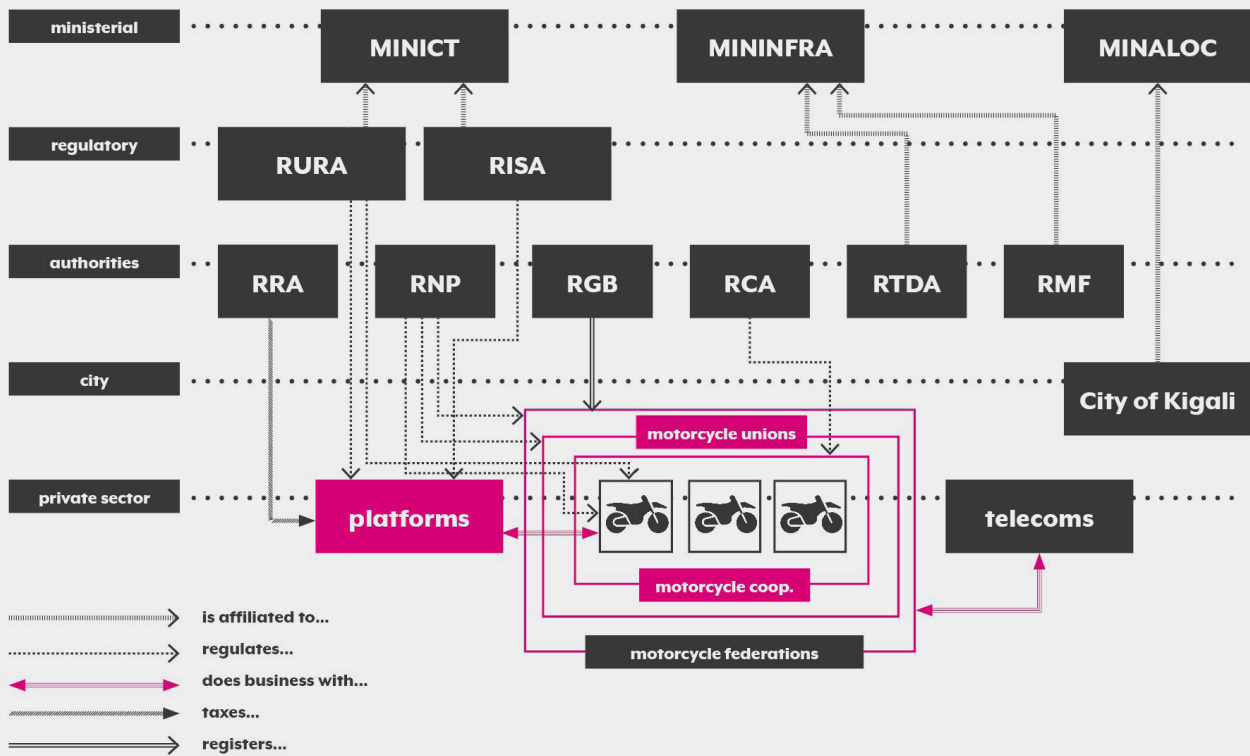 ministerial
MINICT
MININFRA
MINALOC
regulatory
RURA
RISA
authorities
RRA
RNP
RGB
RCA
RTDA
RMF
city
City of Kigali
motorcycle unions
private sector
platforms
telecoms
motorcycle coop.
motorcycle federations
is affiliated to...
regulates...
does business with...
taxes...
registers...